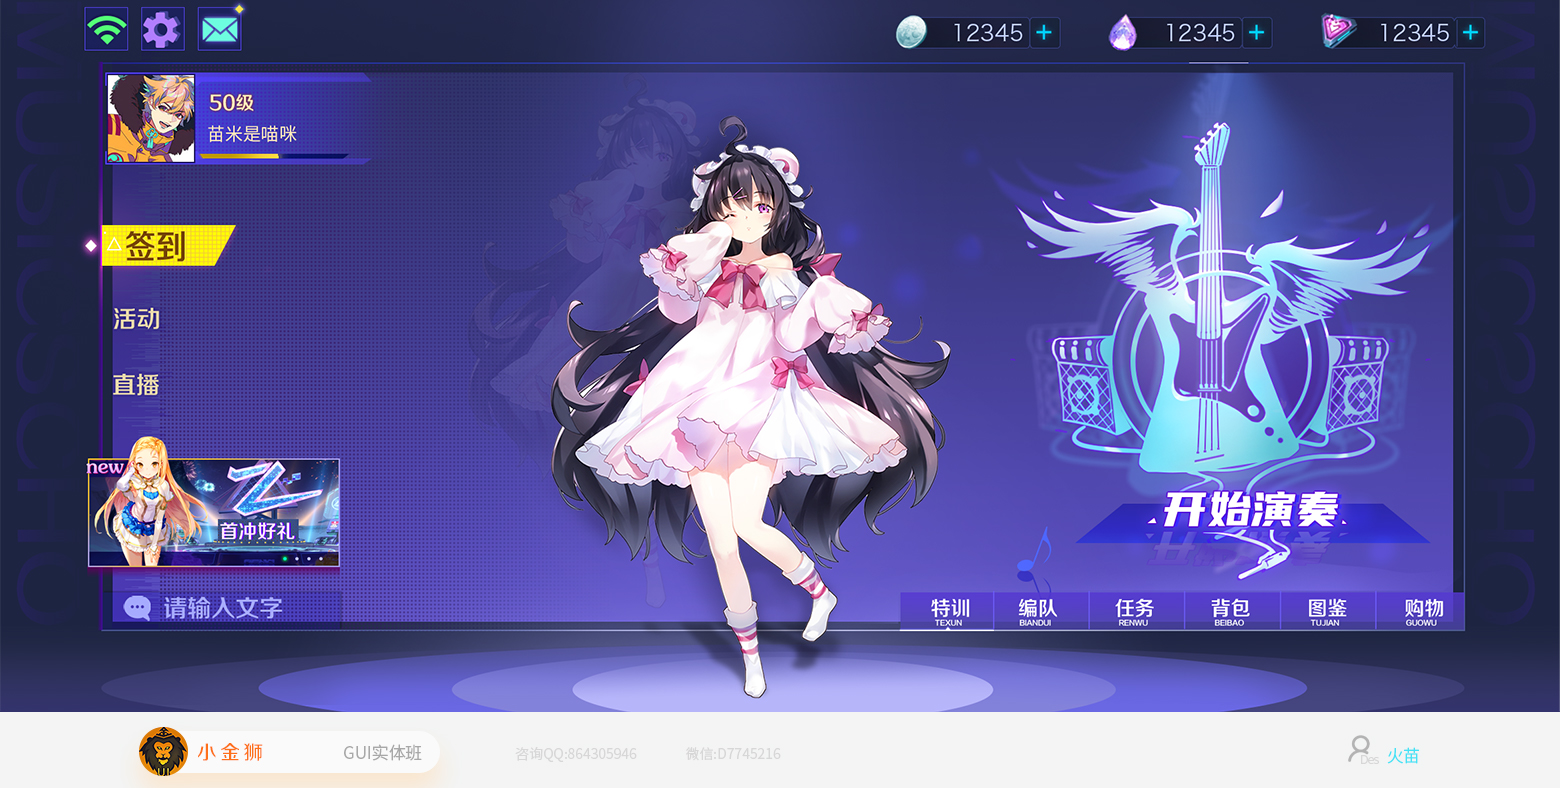 12345 + 12345 + 12345 +
50级
苗米是喵咪
签到
活动
直播
new
首冲好礼
请输入文字
开始演奏
特训 编队 任务 背包 图鉴 购物
TEXUN BIANDUI RENWU BEIBAO TUJIAN GUOWU
小金狮 GUI实体班 咨询QQ:864305946 微信:D7745216 Des 火苗
UI